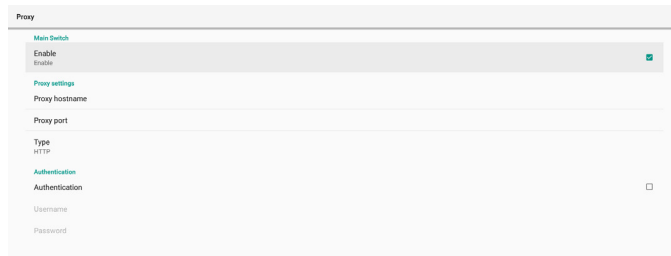 Proxy
Main Switch
Enable
Enable
Proxy settings
Proxy hostname
Proxy port
Type
HTTP
Authentication
Authentication
Username
Password